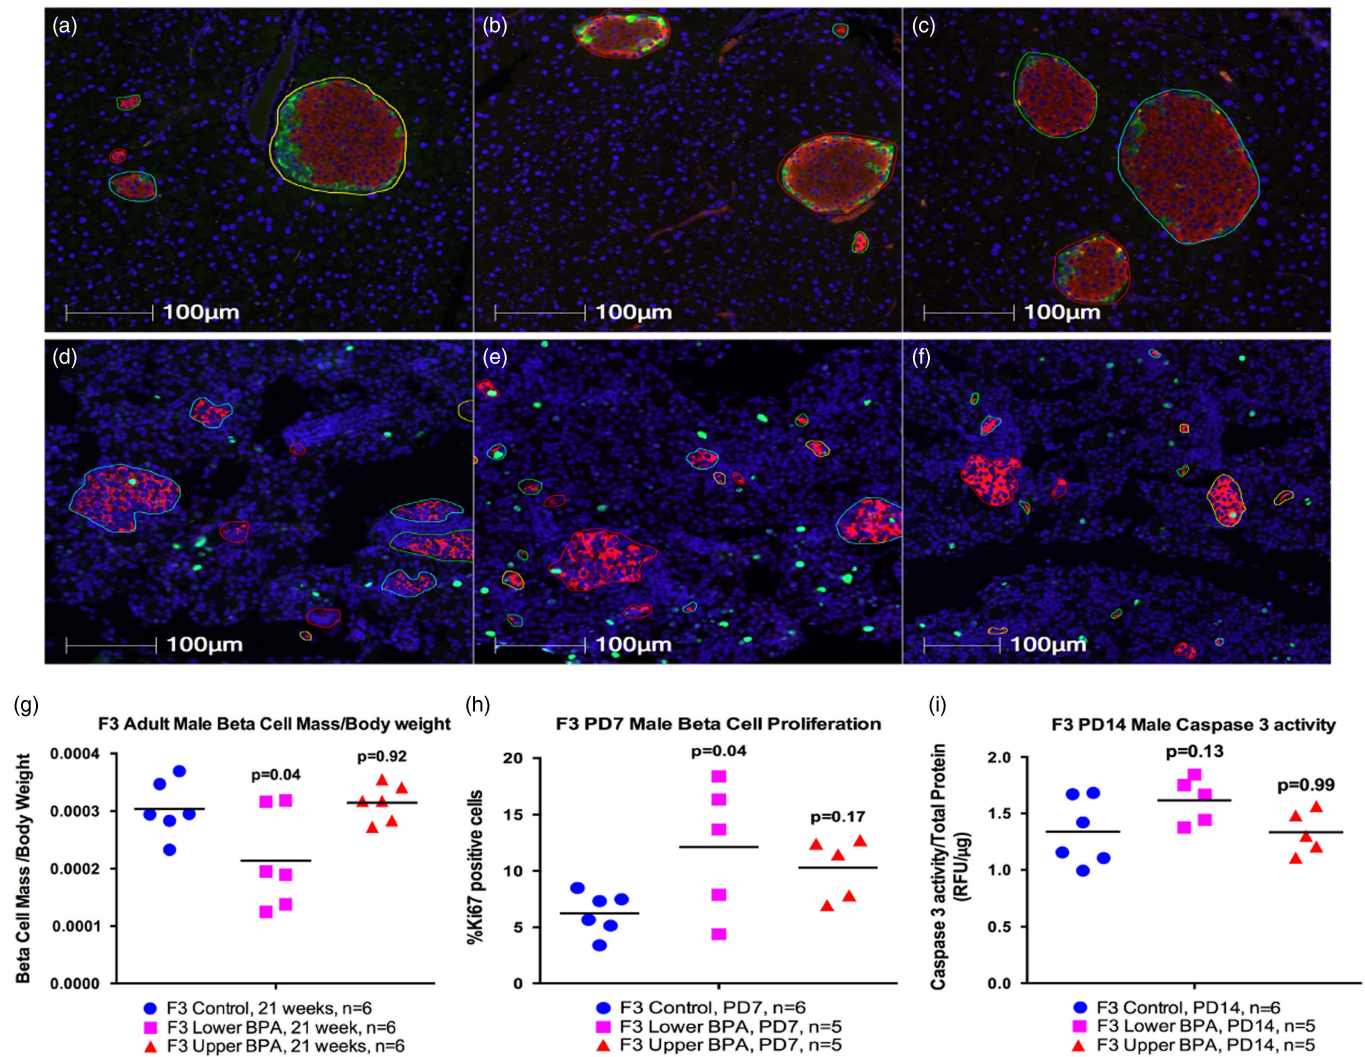 (a)
(b)
(c)
100µm
100µm
100µm
(d)
(e)
(f)
100µm
100µm
100µm
(g)
F3 Adult Male Beta Cell Mass/Body weight
Beta Cell Mass /Body Weight
0.0004
0.0003
0.0002
0.0001
0.0000
p=0.04
p=0.92
F3 Control, 21 weeks, n=6
F3 Lower BPA, 21 week, n=6
F3 Upper BPA, 21 weeks, n=6
(h)
F3 PD7 Male Beta Cell Proliferation
%Ki67 positive cells
20
15
10
5
0
p=0.04
p=0.17
F3 Control, PD7, n=6
F3 Lower BPA, PD7, n=5
F3 Upper BPA, PD7, n=5
(i)
F3 PD14 Male Caspase 3 activity
Caspase 3 activity/Total Protein
(RFU/µg)
2.0
1.5
1.0
0.5
0.0
p=0.13
p=0.99
F3 Control, PD14, n=6
F3 Lower BPA, PD14, n=5
F3 Upper BPA, PD14, n=5